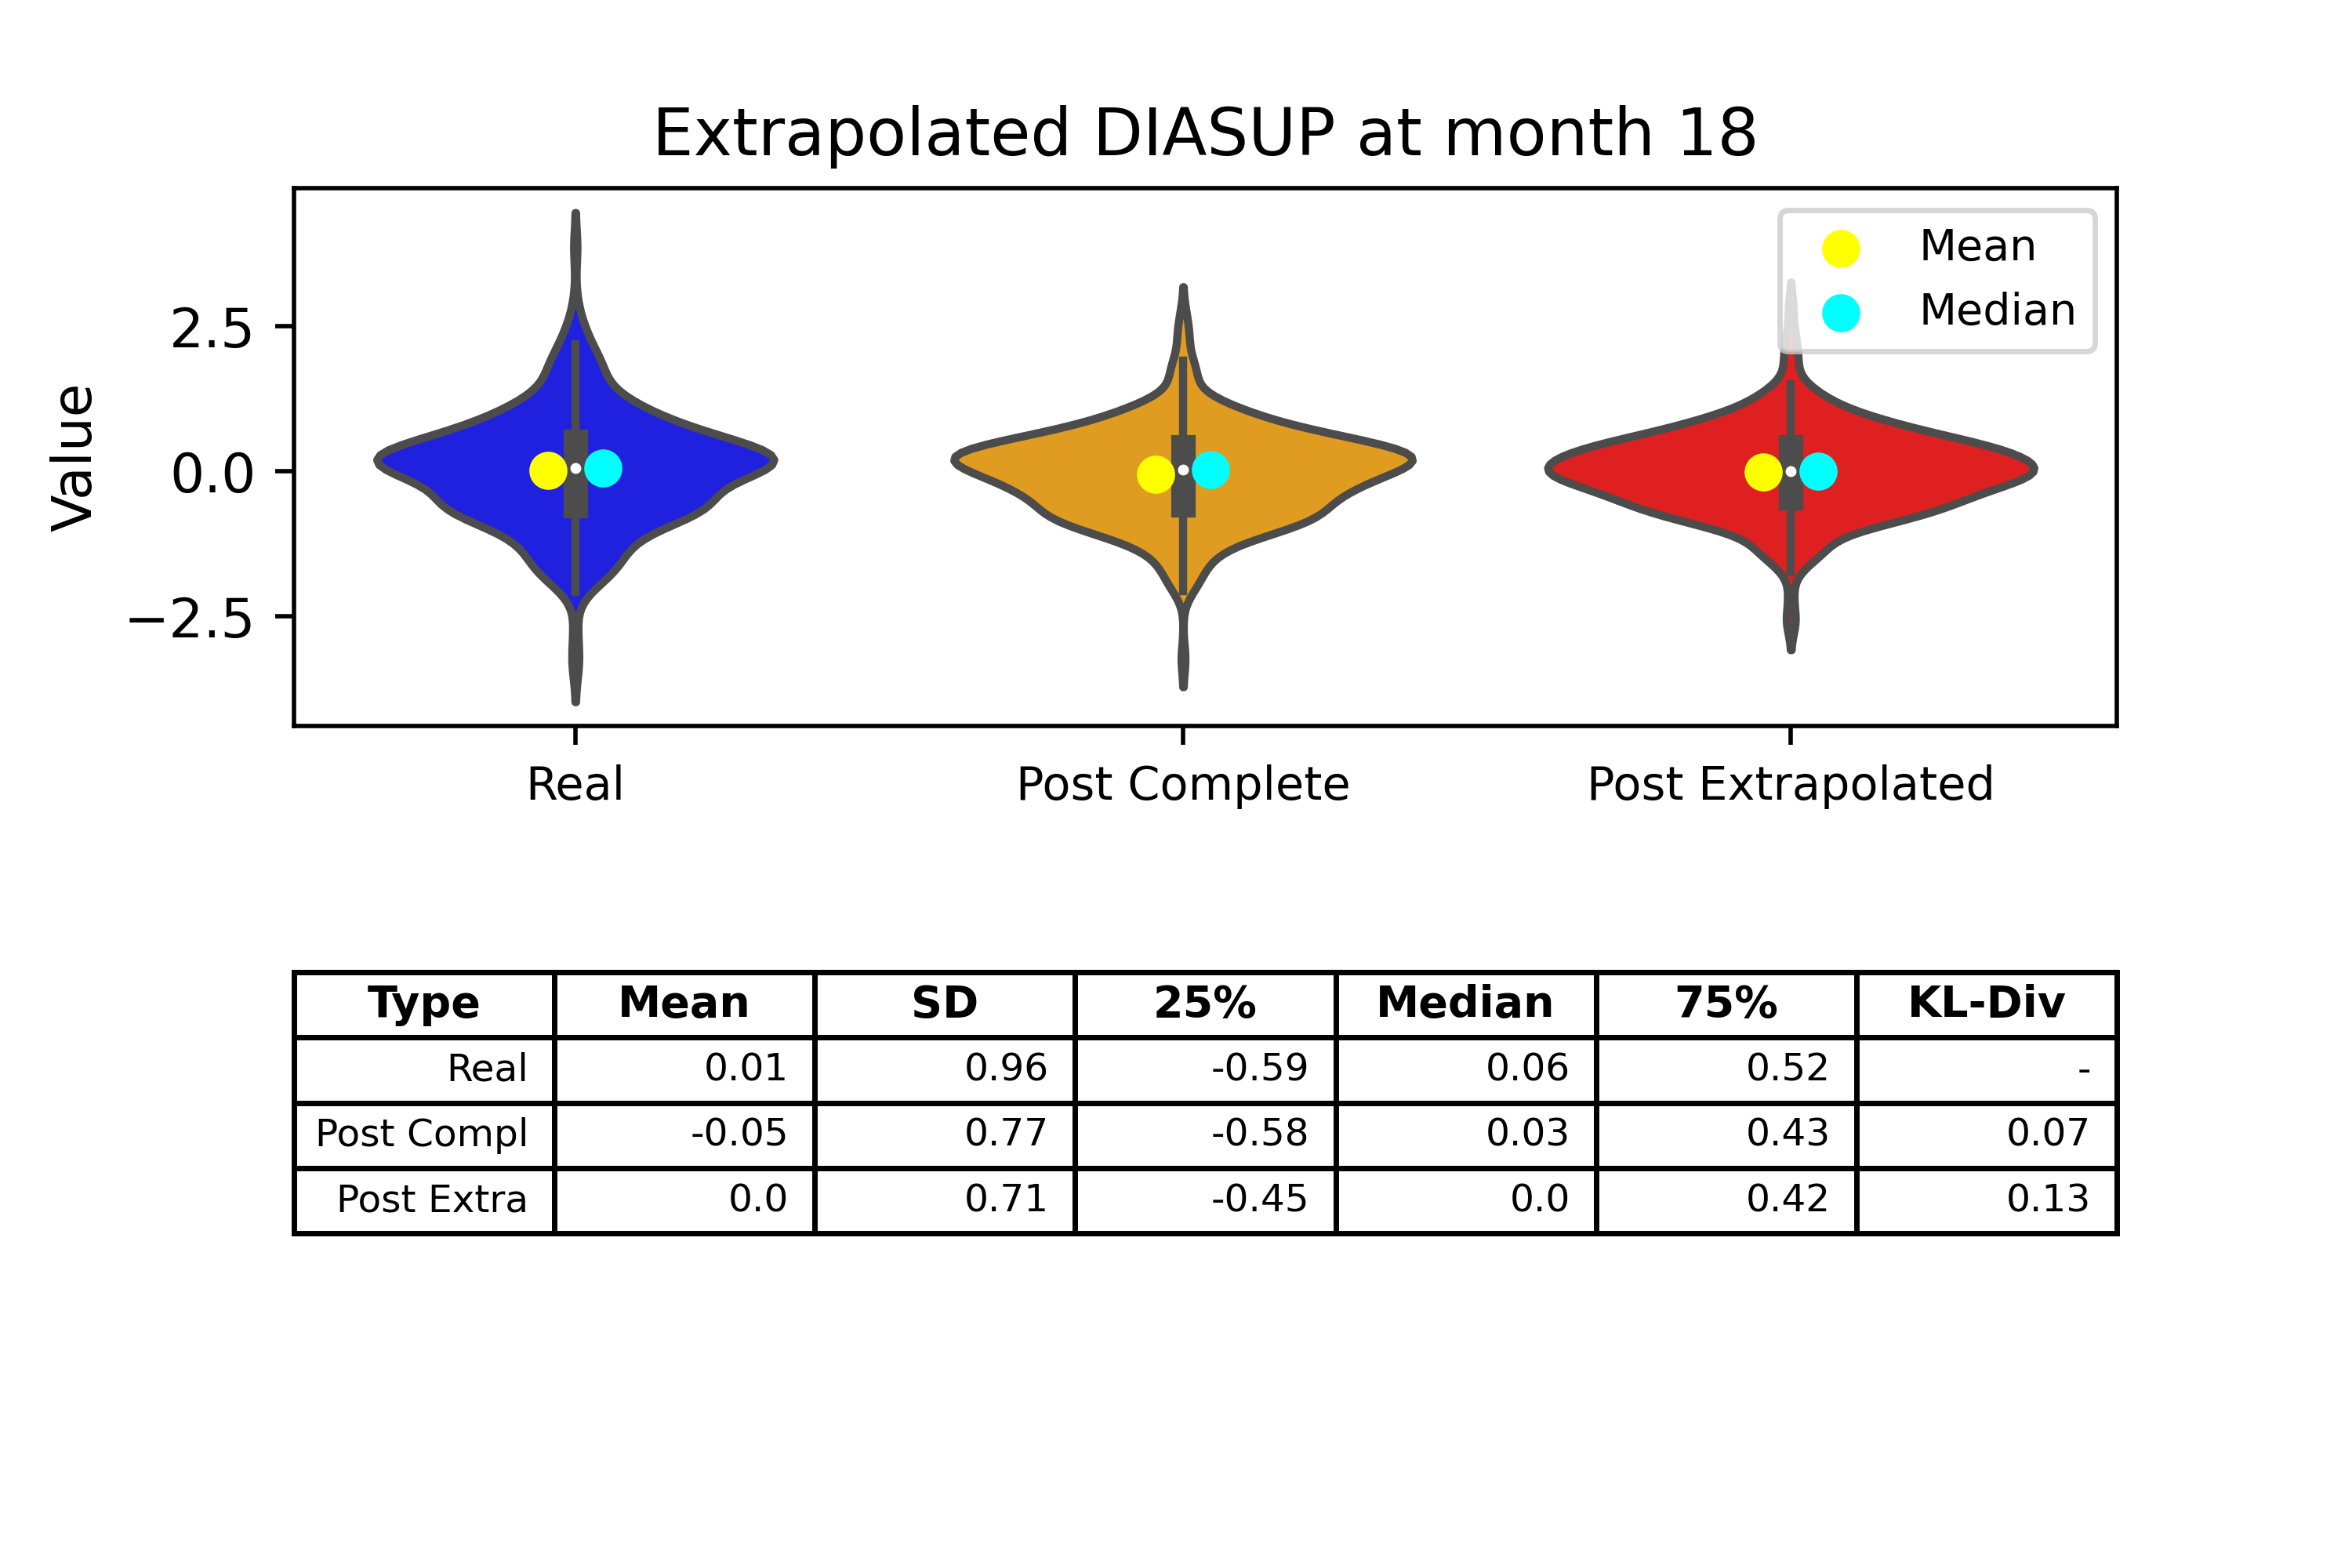 Extrapolated DIASUP at month 18
Mean
Median
2.5
0.0
−2.5
Value
Real Post Complete Post Extrapolated
Type Mean SD 25% Median 75% KL-Div
Real 0.01 0.96 -0.59 0.06 0.52 -
Post Compl -0.05 0.77 -0.58 0.03 0.43 0.07
Post Extra 0.0 0.71 -0.45 0.0 0.42 0.13